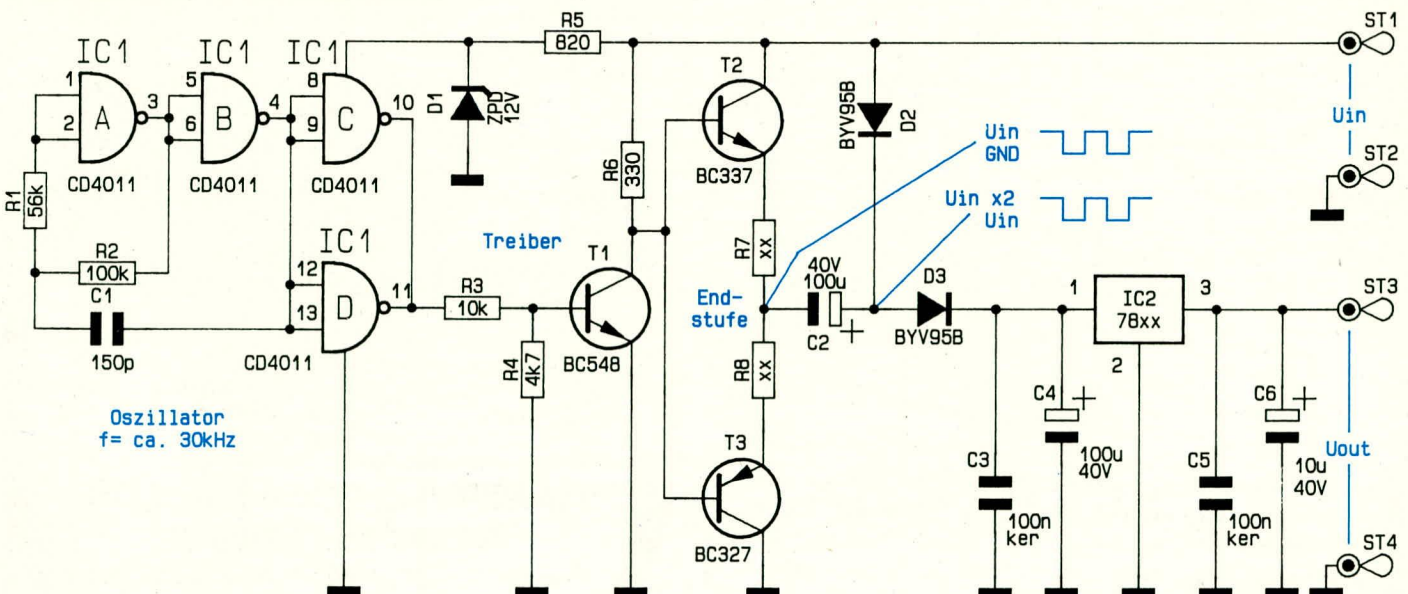 IC1
1
2
3
A
CD4011
IC1
5
6
4
B
CD4011
IC1
8
9
10
C
CD4011
IC1
12
13
11
D
CD4011
R1
56k
R2
100k
C1
150p
Oszillator
f= ca. 30kHz
D1
ZPD
12V
R5
820
Treiber
R3
10k
R4
4k7
T1
BC548
R6
330
T2
BC337
R7
xx
End-
stufe
R8
xx
T3
BC327
BYV95B
D2
40V
100u
C2
+
Uin
GND
Uin x2
Uin
D3
BYV95B
C3
100n
ker
C4
+
100u
40V
1
IC2
78xx
3
2
C5
100n
ker
C6
+
10u
40V
ST1
Uin
ST2
ST3
Uout
ST4